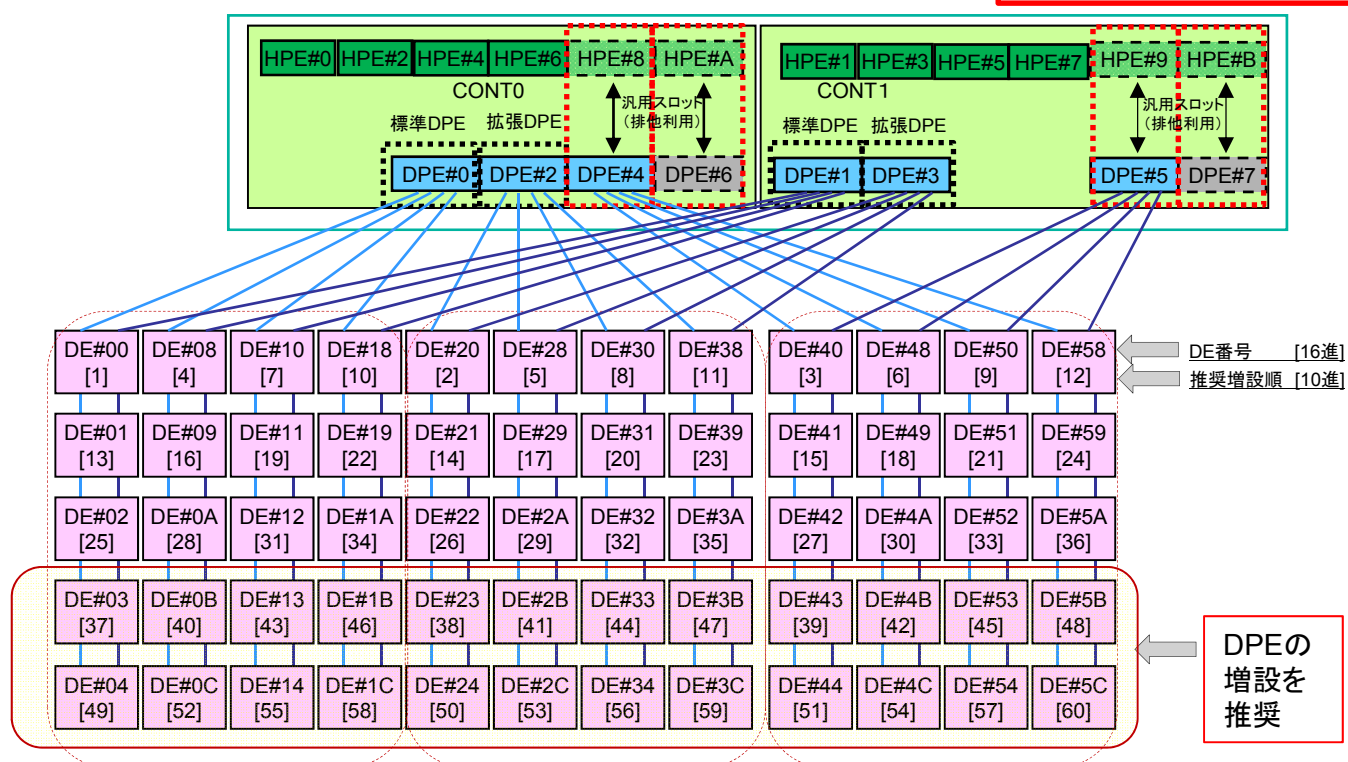 HPE#0 HPE#2 HPE#4 HPE#6 HPE#8 HPE#A HPE#1 HPE#3 HPE#5 HPE#7 HPE#9 HPE#B
CONT0 CONT1
汎用スロット 汎用スロット
(排他利用) (排他利用)
標準DPE 拡張DPE 標準DPE 拡張DPE
DPE#0 DPE#2 DPE#4 DPE#6 DPE#1 DPE#3 DPE#5 DPE#7
DE#00 DE#08 DE#10 DE#18 DE#20 DE#28 DE#30 DE#38 DE#40 DE#48 DE#50 DE#58 DE番号 [16進]
[1] [4] [7] [10] [2] [5] [8] [11] [3] [6] [9] [12] 推奨増設順 [10進]
DE#01 DE#09 DE#11 DE#19 DE#21 DE#29 DE#31 DE#39 DE#41 DE#49 DE#51 DE#59
[13] [16] [19] [22] [14] [17] [20] [23] [15] [18] [21] [24]
DE#02 DE#0A DE#12 DE#1A DE#22 DE#2A DE#32 DE#3A DE#42 DE#4A DE#52 DE#5A
[25] [28] [31] [34] [26] [29] [32] [35] [27] [30] [33] [36]
DE#03 DE#0B DE#13 DE#1B DE#23 DE#2B DE#33 DE#3B DE#43 DE#4B DE#53 DE#5B
[37] [40] [43] [46] [38] [41] [44] [47] [39] [42] [45] [48]
DE#04 DE#0C DE#14 DE#1C DE#24 DE#2C DE#34 DE#3C DE#44 DE#4C DE#54 DE#5C
[49] [52] [55] [58] [50] [53] [56] [59] [51] [54] [57] [60]
DPEの
増設を
推奨